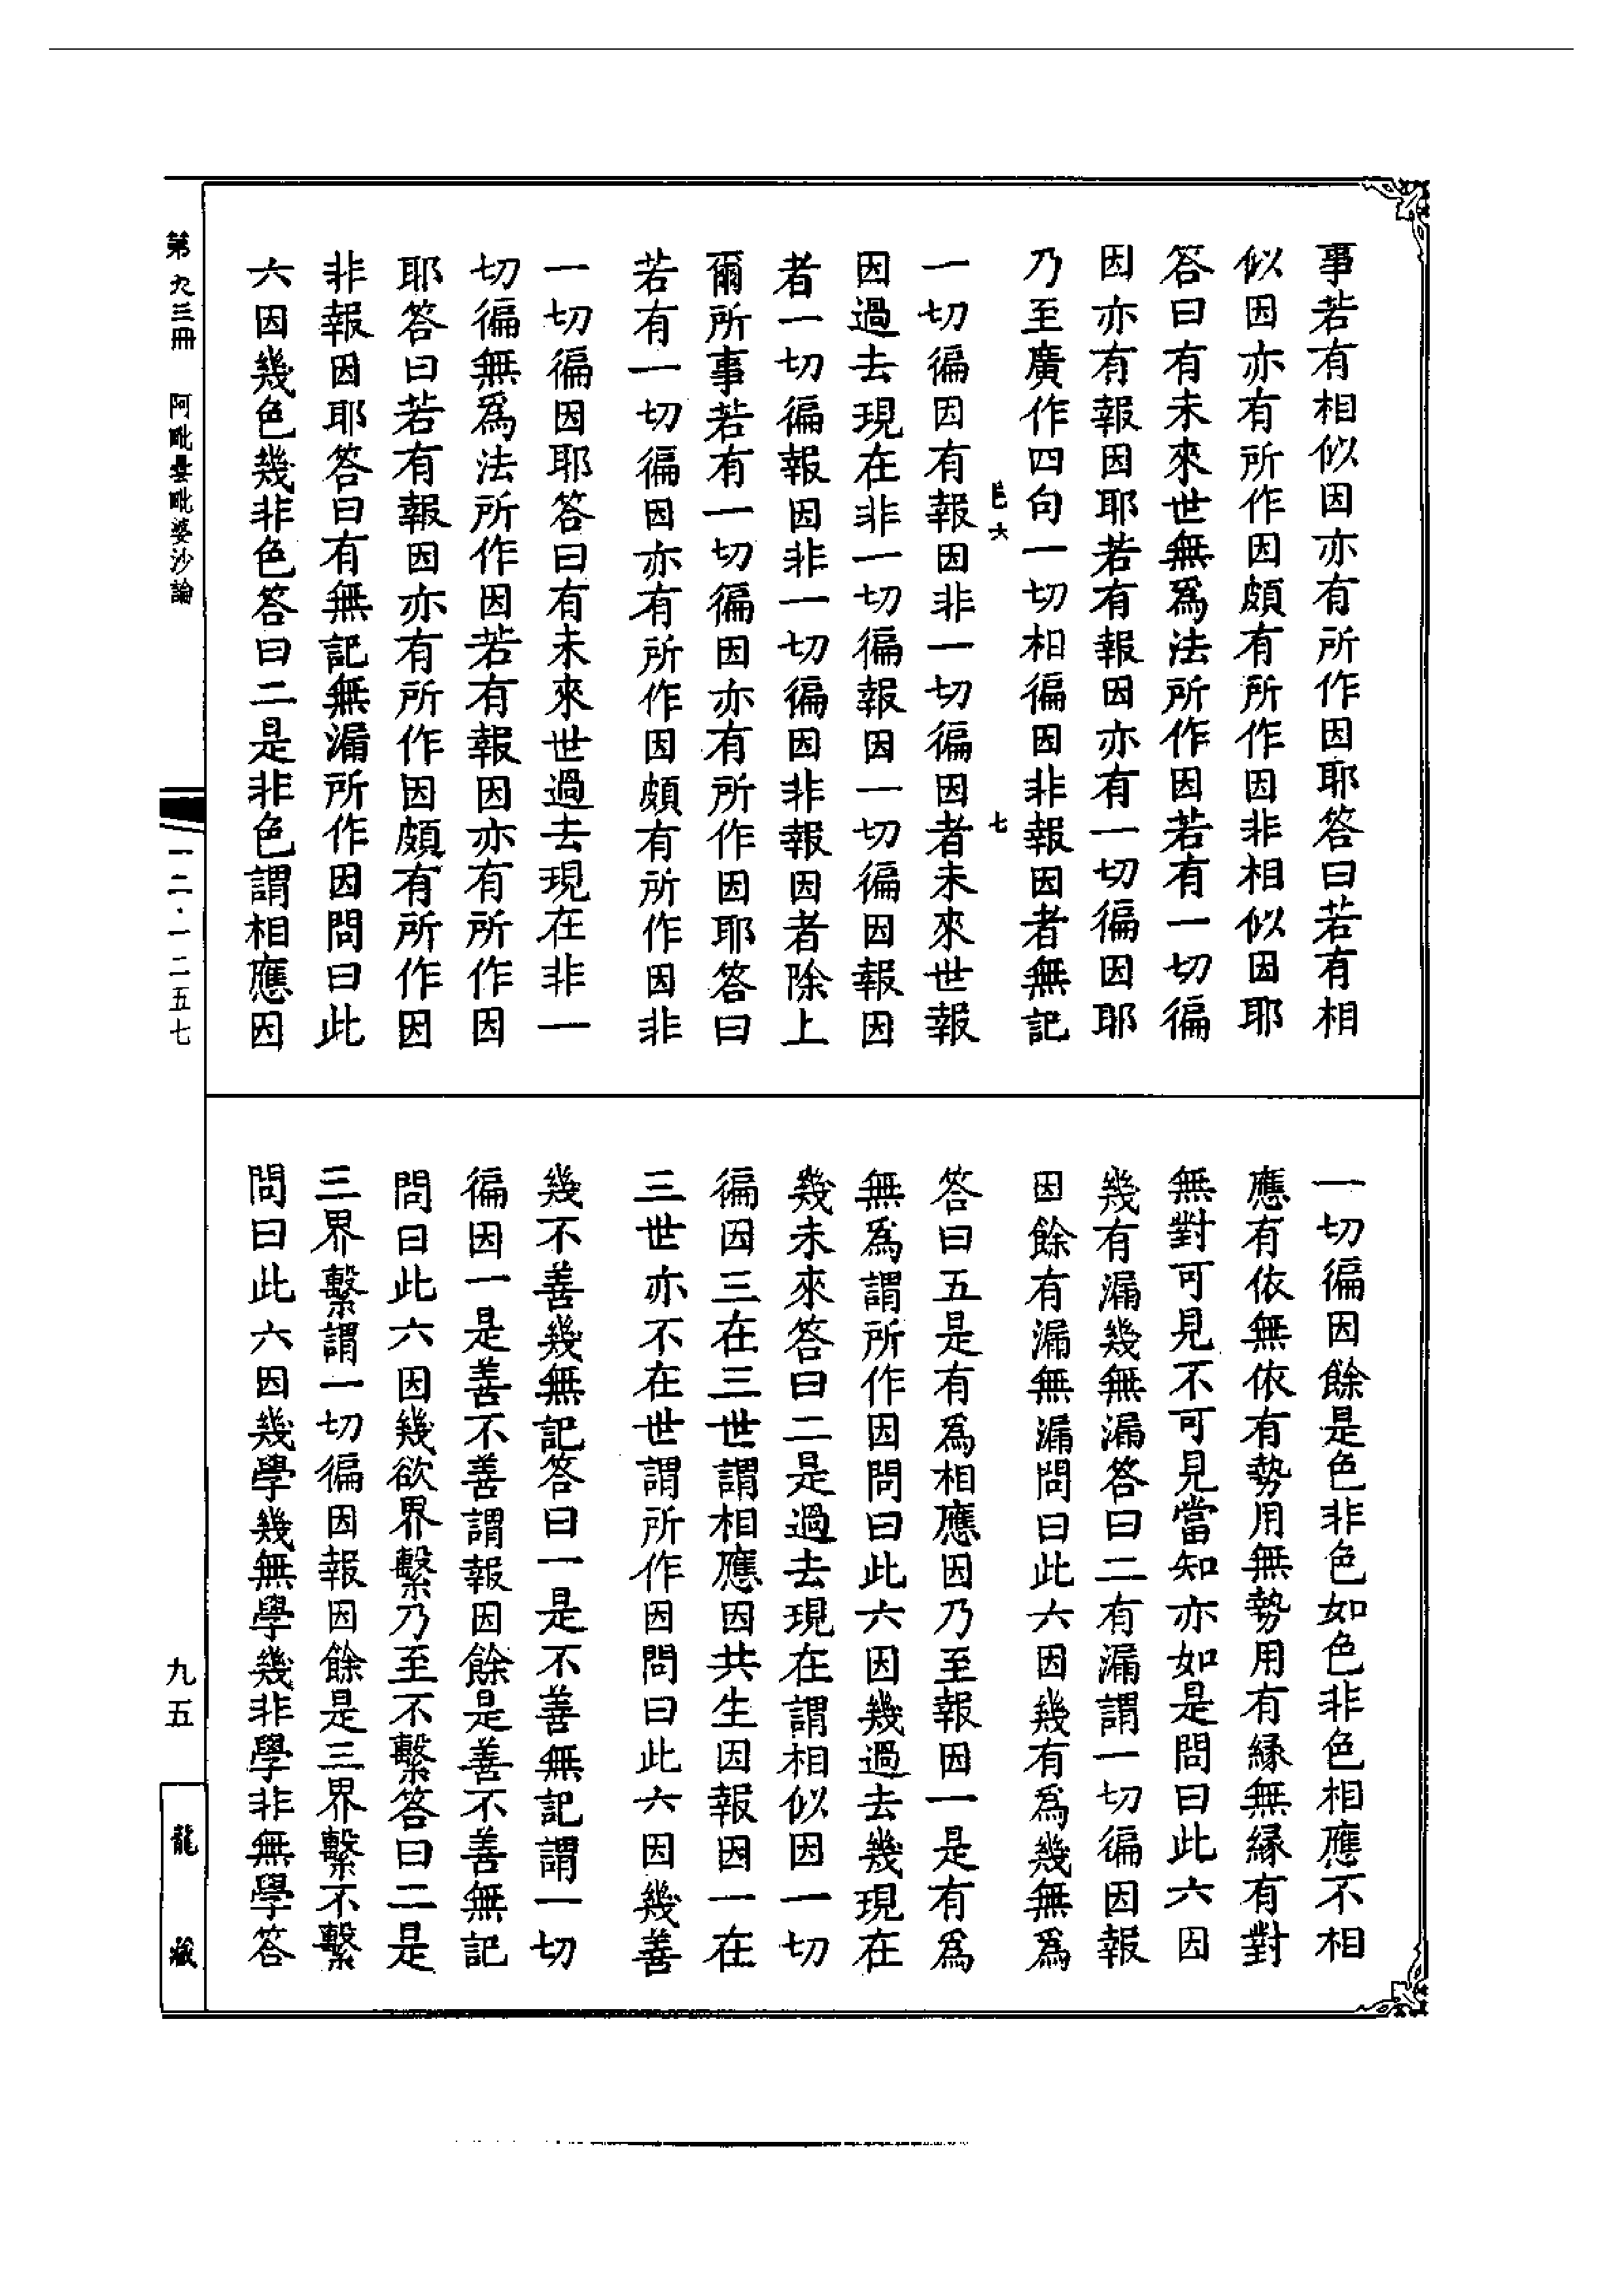 事若有相似因亦有所作因耶答曰若有相
似因亦有所作因頗有所作因非相似因耶
答曰有未來世無爲法所作因若有一切徧
因亦有報因耶若有報因亦有一切徧因耶
乃至廣作四句一切相徧因非報因者無記
一切徧因有報因非一切徧因者未來世報
因過去現在非一切徧報因一切徧因報因
者一切徧報因非一切徧因非報因者除上
爾所事若有一切徧因亦有所作因耶答曰
若有一切徧因亦有所作因頗有所作因非
一切徧因耶答曰有未來世過去現在非一
切徧無爲法所作因若有報因亦有所作因
耶答曰若有報因亦有所作因頗有所作因
非報因耶答曰有無記無漏所作因問曰此
六因幾色幾非色答曰二是非色謂相應因
一切徧因餘是色非色如色非色相應不相
應有依無依有勢用無勢用有緣無緣有對
無對可見不可見當知亦如是問曰此六因
幾有漏幾無漏答曰二有漏謂一切徧因報
因餘有漏無漏問曰此六因幾有爲幾無爲
答曰五是有爲相應因乃至報因一是有爲
無爲謂所作因問曰此六因幾過去幾現在
幾未來答曰二是過去現在謂相似因一切
徧因三在三世謂相應因共生因報因一在
三世亦不在世謂所作因問曰此六因幾善
幾不善幾無記答曰一是不善無記謂一切
徧因一是善不善謂報因餘是善不善無記
問曰此六因幾欲界繫乃至不繫答曰二是
三界繫謂一切徧因報因餘是三界繫不繫
問曰此六因幾學幾無學幾非學非無學答
六
七
第九三冊 阿毗曇毗婆沙論
一二·一二五七
九五
龍藏